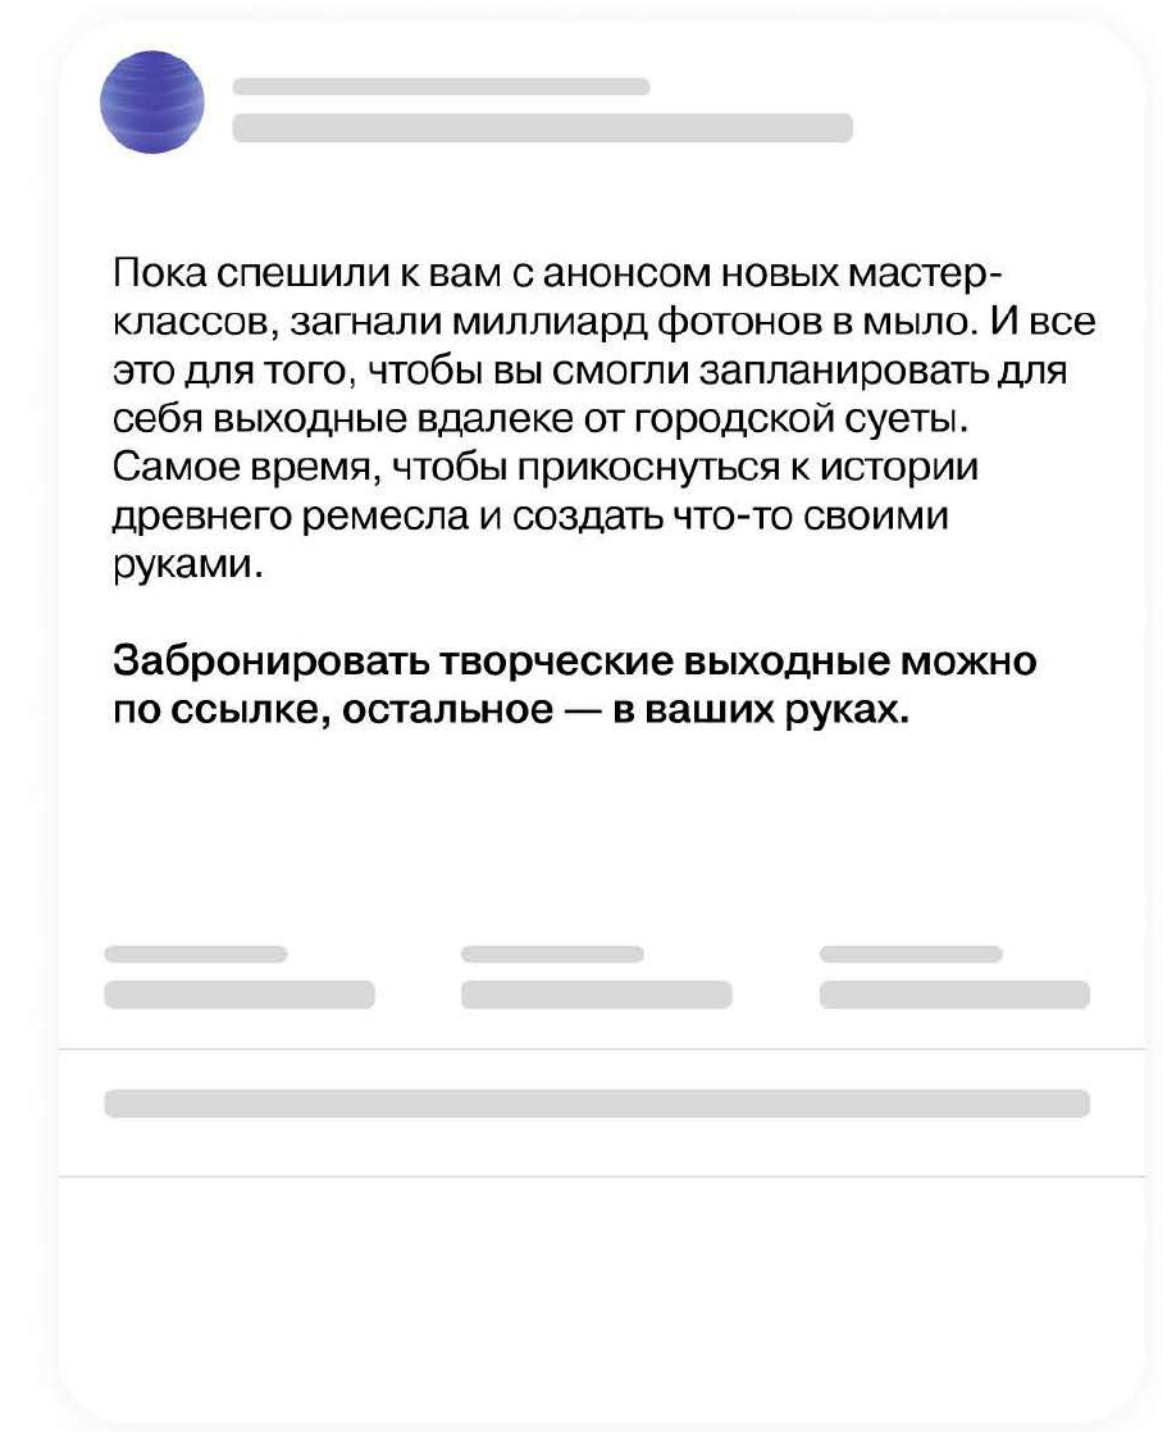 Пока спешили к вам с анонсом новых мастер-
классов, загнали миллиард фотонов в мыло. И все
это для того, чтобы вы смогли запланировать для
себя выходные вдалеке от городской суеты.
Самое время, чтобы прикоснуться к истории
древнего ремесла и создать что-то своими
руками.
Забронировать творческие выходные можно
по ссылке, остальное — в ваших руках.